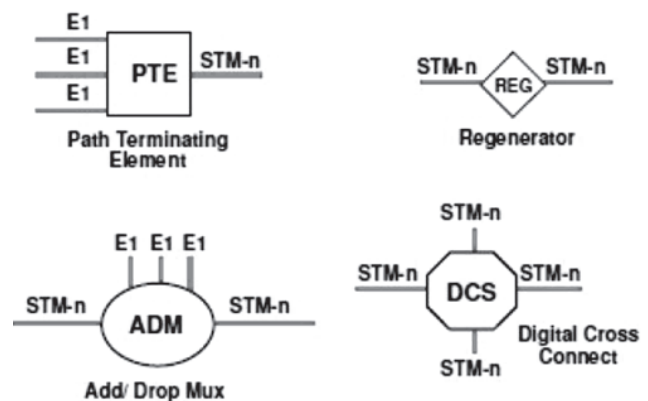 E1
E1
E1
PTE
STM-n
Path Terminating
Element
STM-n
REG
STM-n
Regenerator
E1 E1 E1
STM-n
ADM
STM-n
Add/ Drop Mux
STM-n
STM-n
DCS
STM-n
STM-n
Digital Cross
Connect